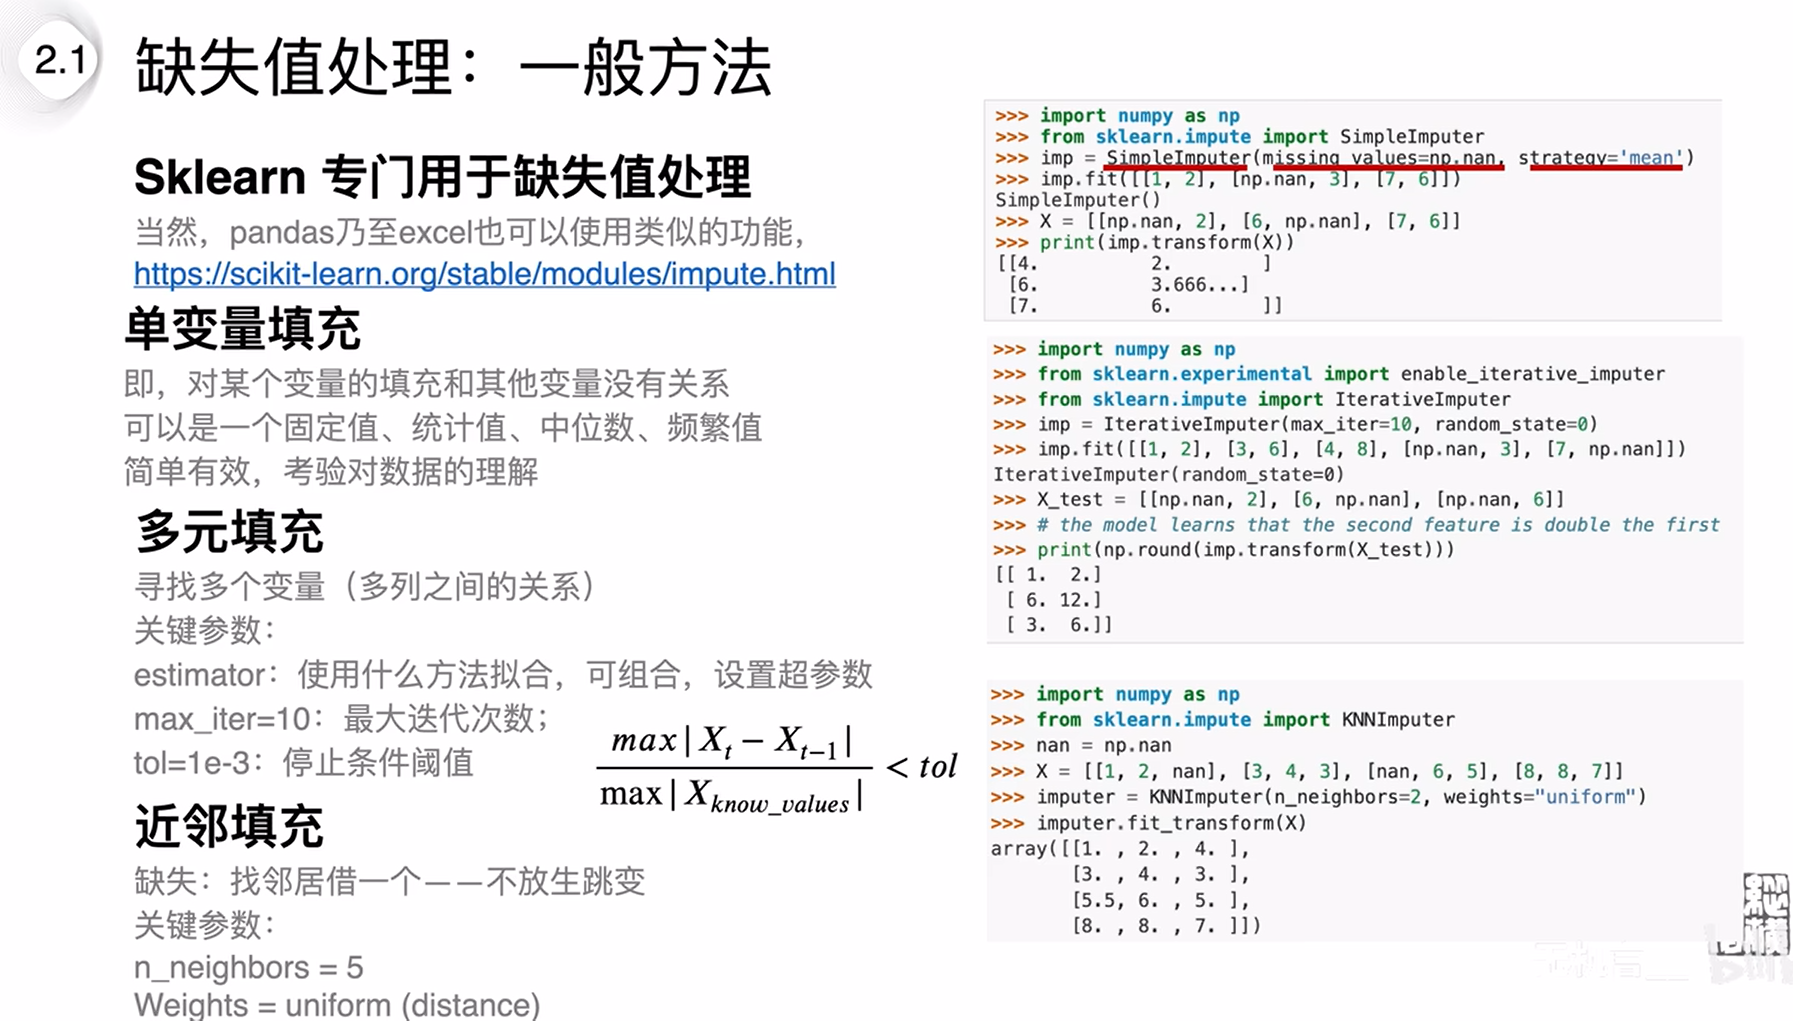 2.1
缺失值处理：一般方法
Sklearn 专门用于缺失值处理
当然，pandas乃至excel也可以使用类似的功能，
https://scikit-learn.org/stable/modules/impute.html
单变量填充
即，对某个变量的填充和其他变量没有关系
可以是一个固定值、统计值、中位数、频繁值
简单有效，考验对数据的理解
多元填充
寻找多个变量（多列之间的关系）
关键参数：
estimator：使用什么方法拟合，可组合，设置超参数
max_iter=10：最大迭代次数；
tol=1e-3：停止条件阈值
max | X_t − X_{t−1} |
max | X_{know_values} |
< tol
近邻填充
缺失：找邻居借一个——不放生跳变
关键参数：
n_neighbors = 5
Weights = uniform (distance)
>>> import numpy as np
>>> from sklearn.impute import SimpleImputer
>>> imp = SimpleImputer(missing_values=np.nan, strategy='mean')
>>> imp.fit([[1, 2], [np.nan, 3], [7, 6]])
SimpleImputer()
>>> X = [[np.nan, 2], [6, np.nan], [7, 6]]
>>> print(imp.transform(X))
[[4.          2.        ]
 [6.          3.666...]
 [7.          6.        ]]
>>> import numpy as np
>>> from sklearn.experimental import enable_iterative_imputer
>>> from sklearn.impute import IterativeImputer
>>> imp = IterativeImputer(max_iter=10, random_state=0)
>>> imp.fit([[1, 2], [3, 6], [4, 8], [np.nan, 3], [7, np.nan]])
IterativeImputer(random_state=0)
>>> X_test = [[np.nan, 2], [6, np.nan], [np.nan, 6]]
>>> # the model learns that the second feature is double the first
>>> print(np.round(imp.transform(X_test)))
[[ 1.  2.]
 [ 6. 12.]
 [ 3.  6.]]
>>> import numpy as np
>>> from sklearn.impute import KNNImputer
>>> nan = np.nan
>>> X = [[1, 2, nan], [3, 4, 3], [nan, 6, 5], [8, 8, 7]]
>>> imputer = KNNImputer(n_neighbors=2, weights="uniform")
>>> imputer.fit_transform(X)
array([[1. , 2. , 4. ],
       [3. , 4. , 3. ],
       [5.5, 6. , 5. ],
       [8. , 8. , 7. ]])